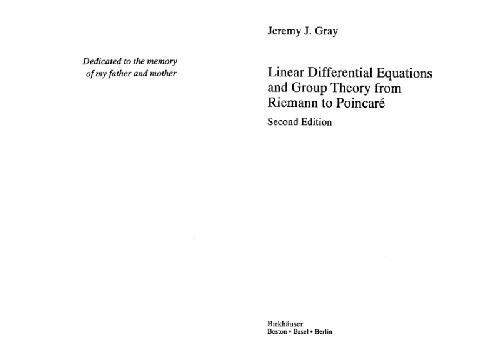 Dedicated to the memory
of my father and mother
Jeremy J. Gray
Linear Differential Equations
and Group Theory from
Riemann to Poincaré
Second Edition
Birkhäuser
Boston • Basel • Berlin